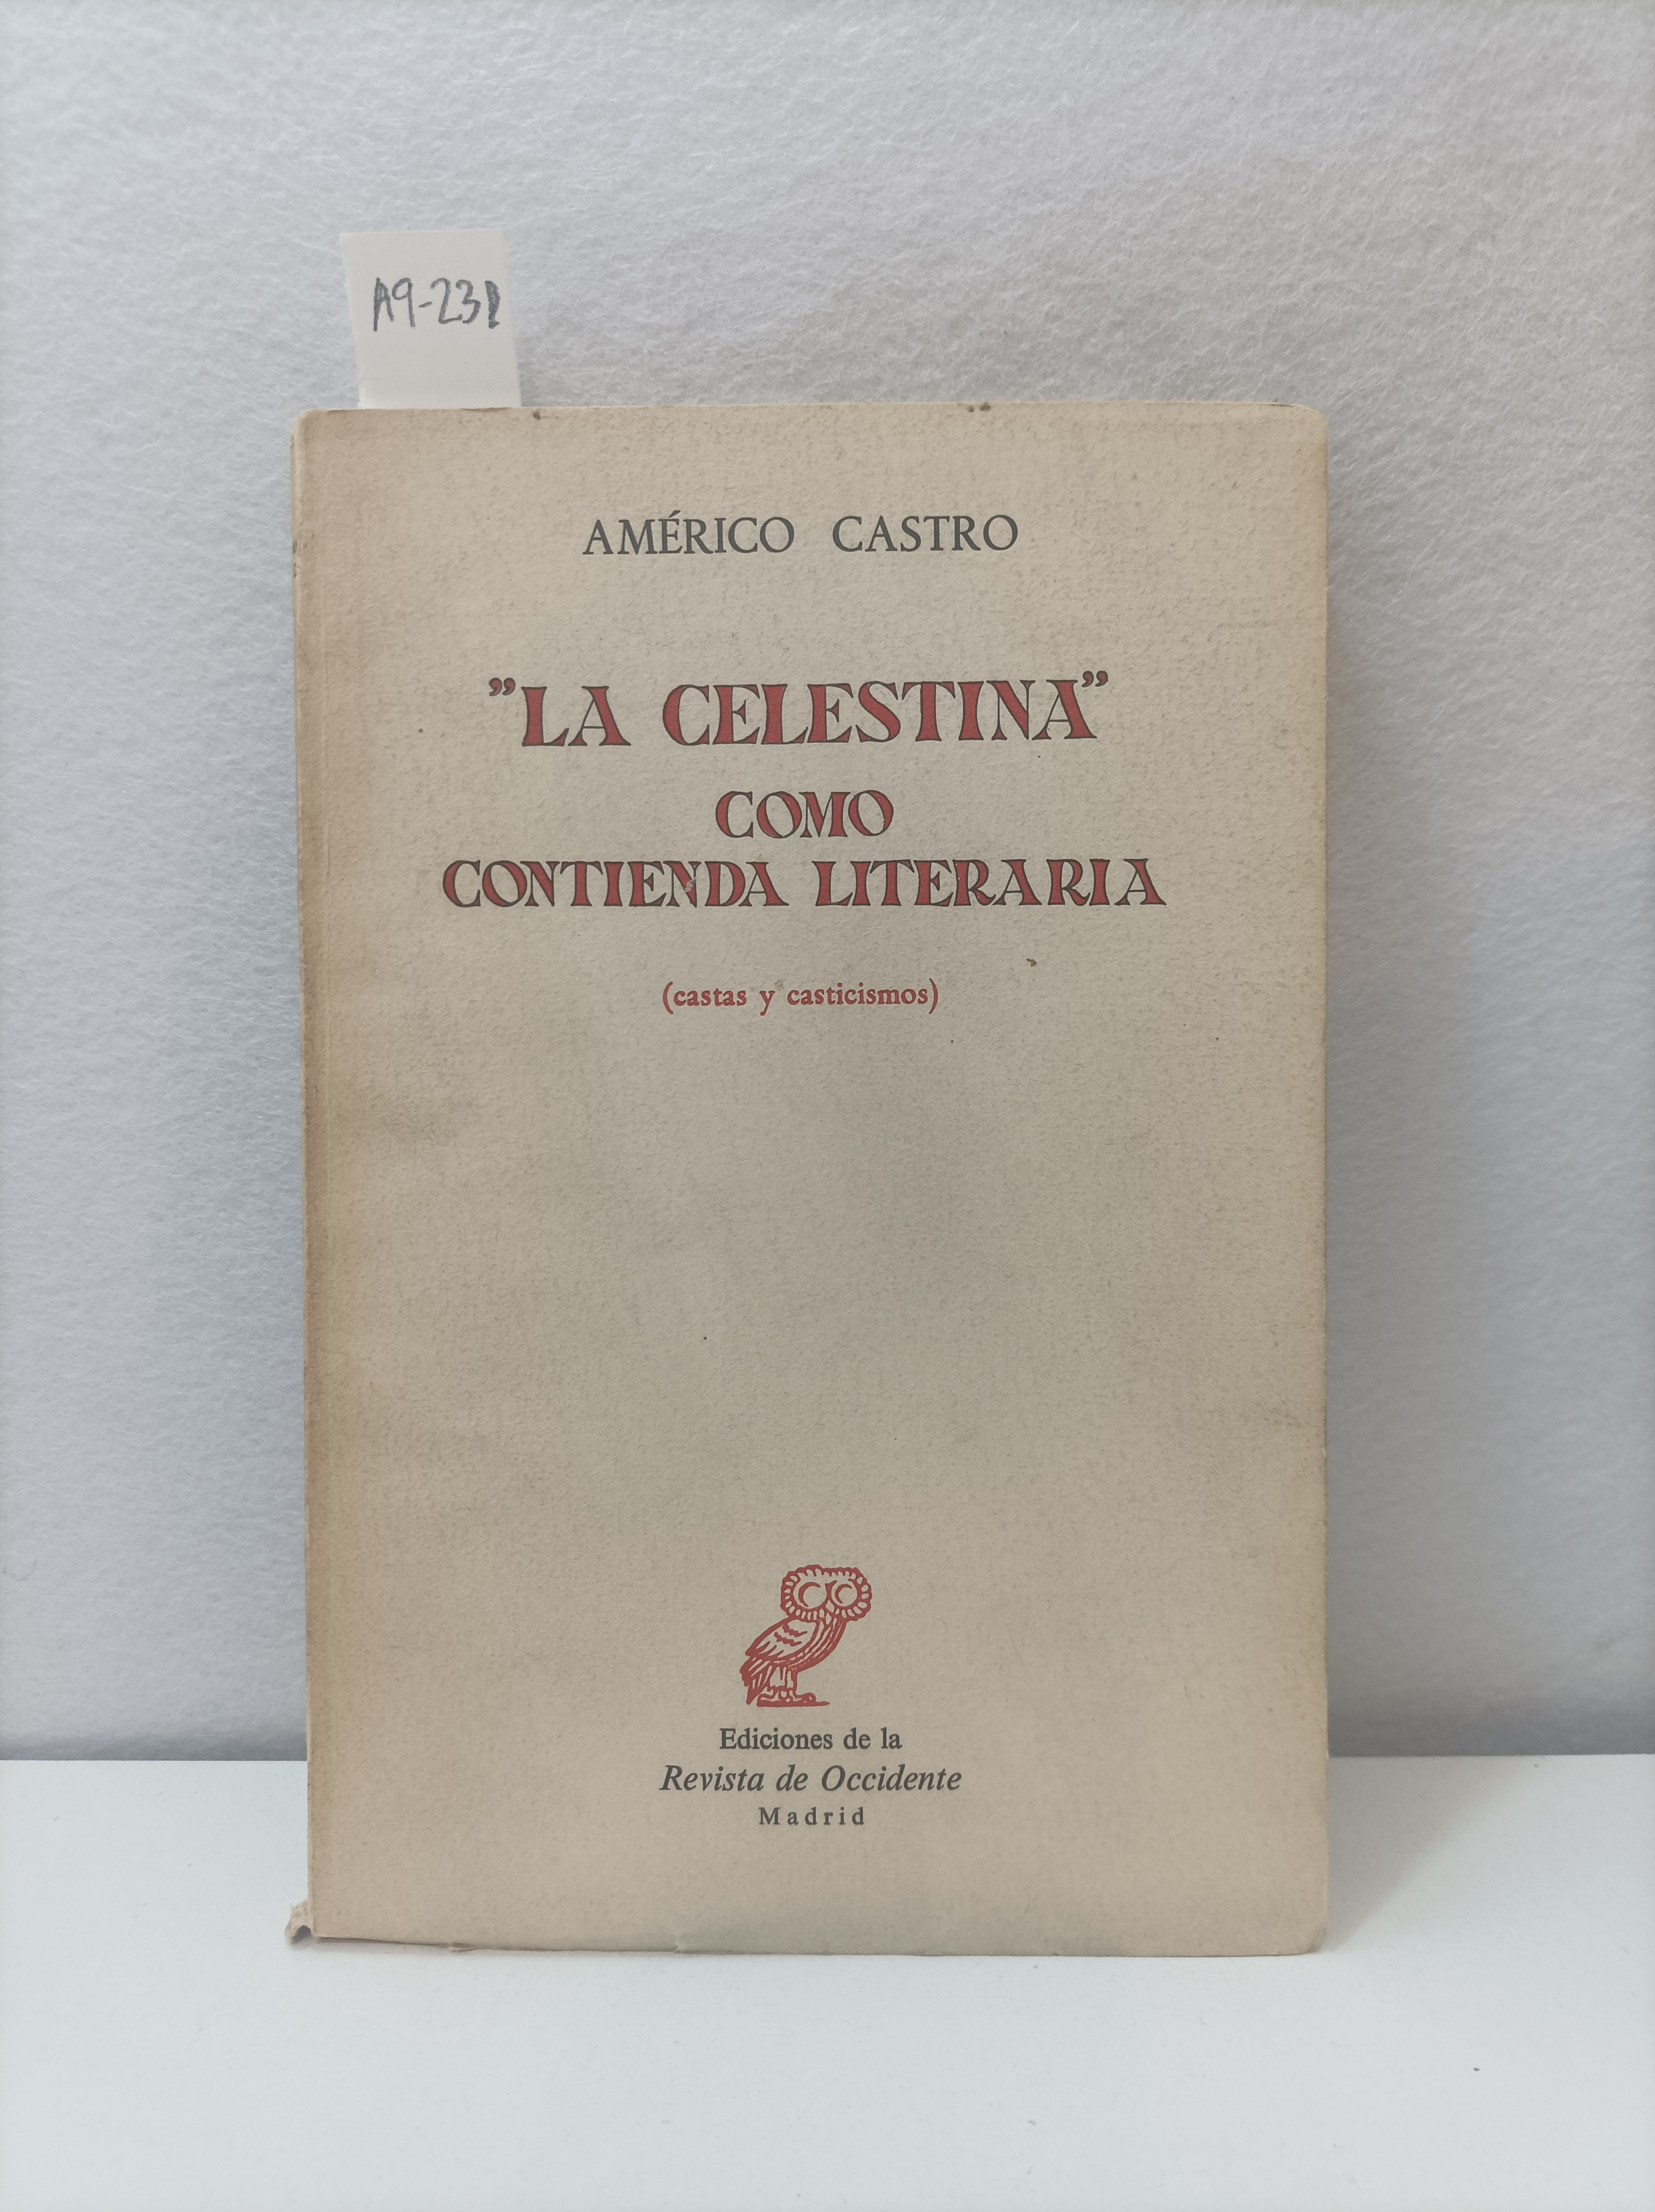 A9-231
AMÉRICO CASTRO
"LA CELESTINA"
COMO
CONTIENDA LITERARIA
(castas y casticismos)
Ediciones de la
Revista de Occidente
Madrid